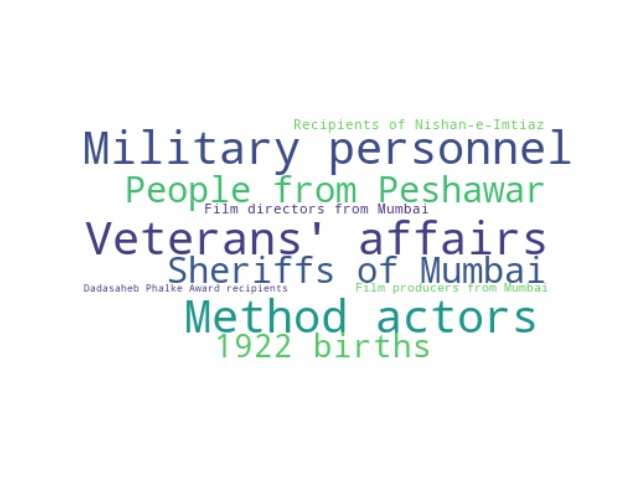 Recipients of Nishan-e-Imtiaz
Military personnel
People from Peshawar
Film directors from Mumbai
Veterans' affairs
Sheriffs of Mumbai
Dadasaheb Phalke Award recipients
Film producers from Mumbai
Method actors
1922 births